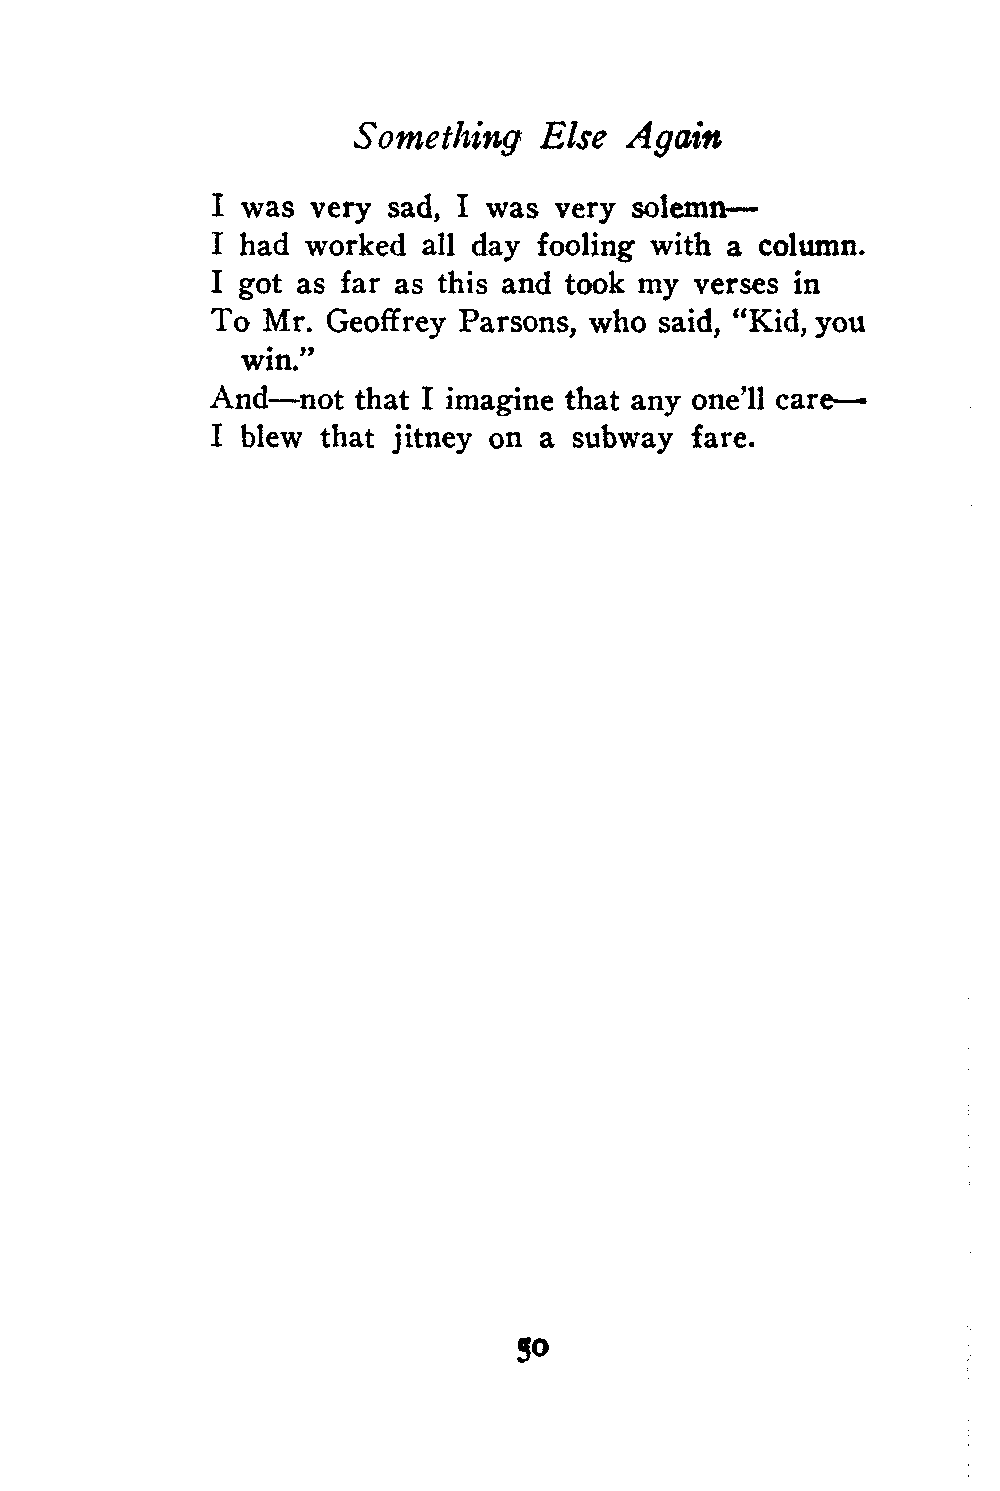 Something Else Again
I was very sad, I was very solemn—
I had worked all day fooling with a column.
I got as far as this and took my verses in
To Mr. Geoffrey Parsons, who said, “Kid, you
win.”
And—not that I imagine that any one’ll care—
I blew that jitney on a subway fare.
50